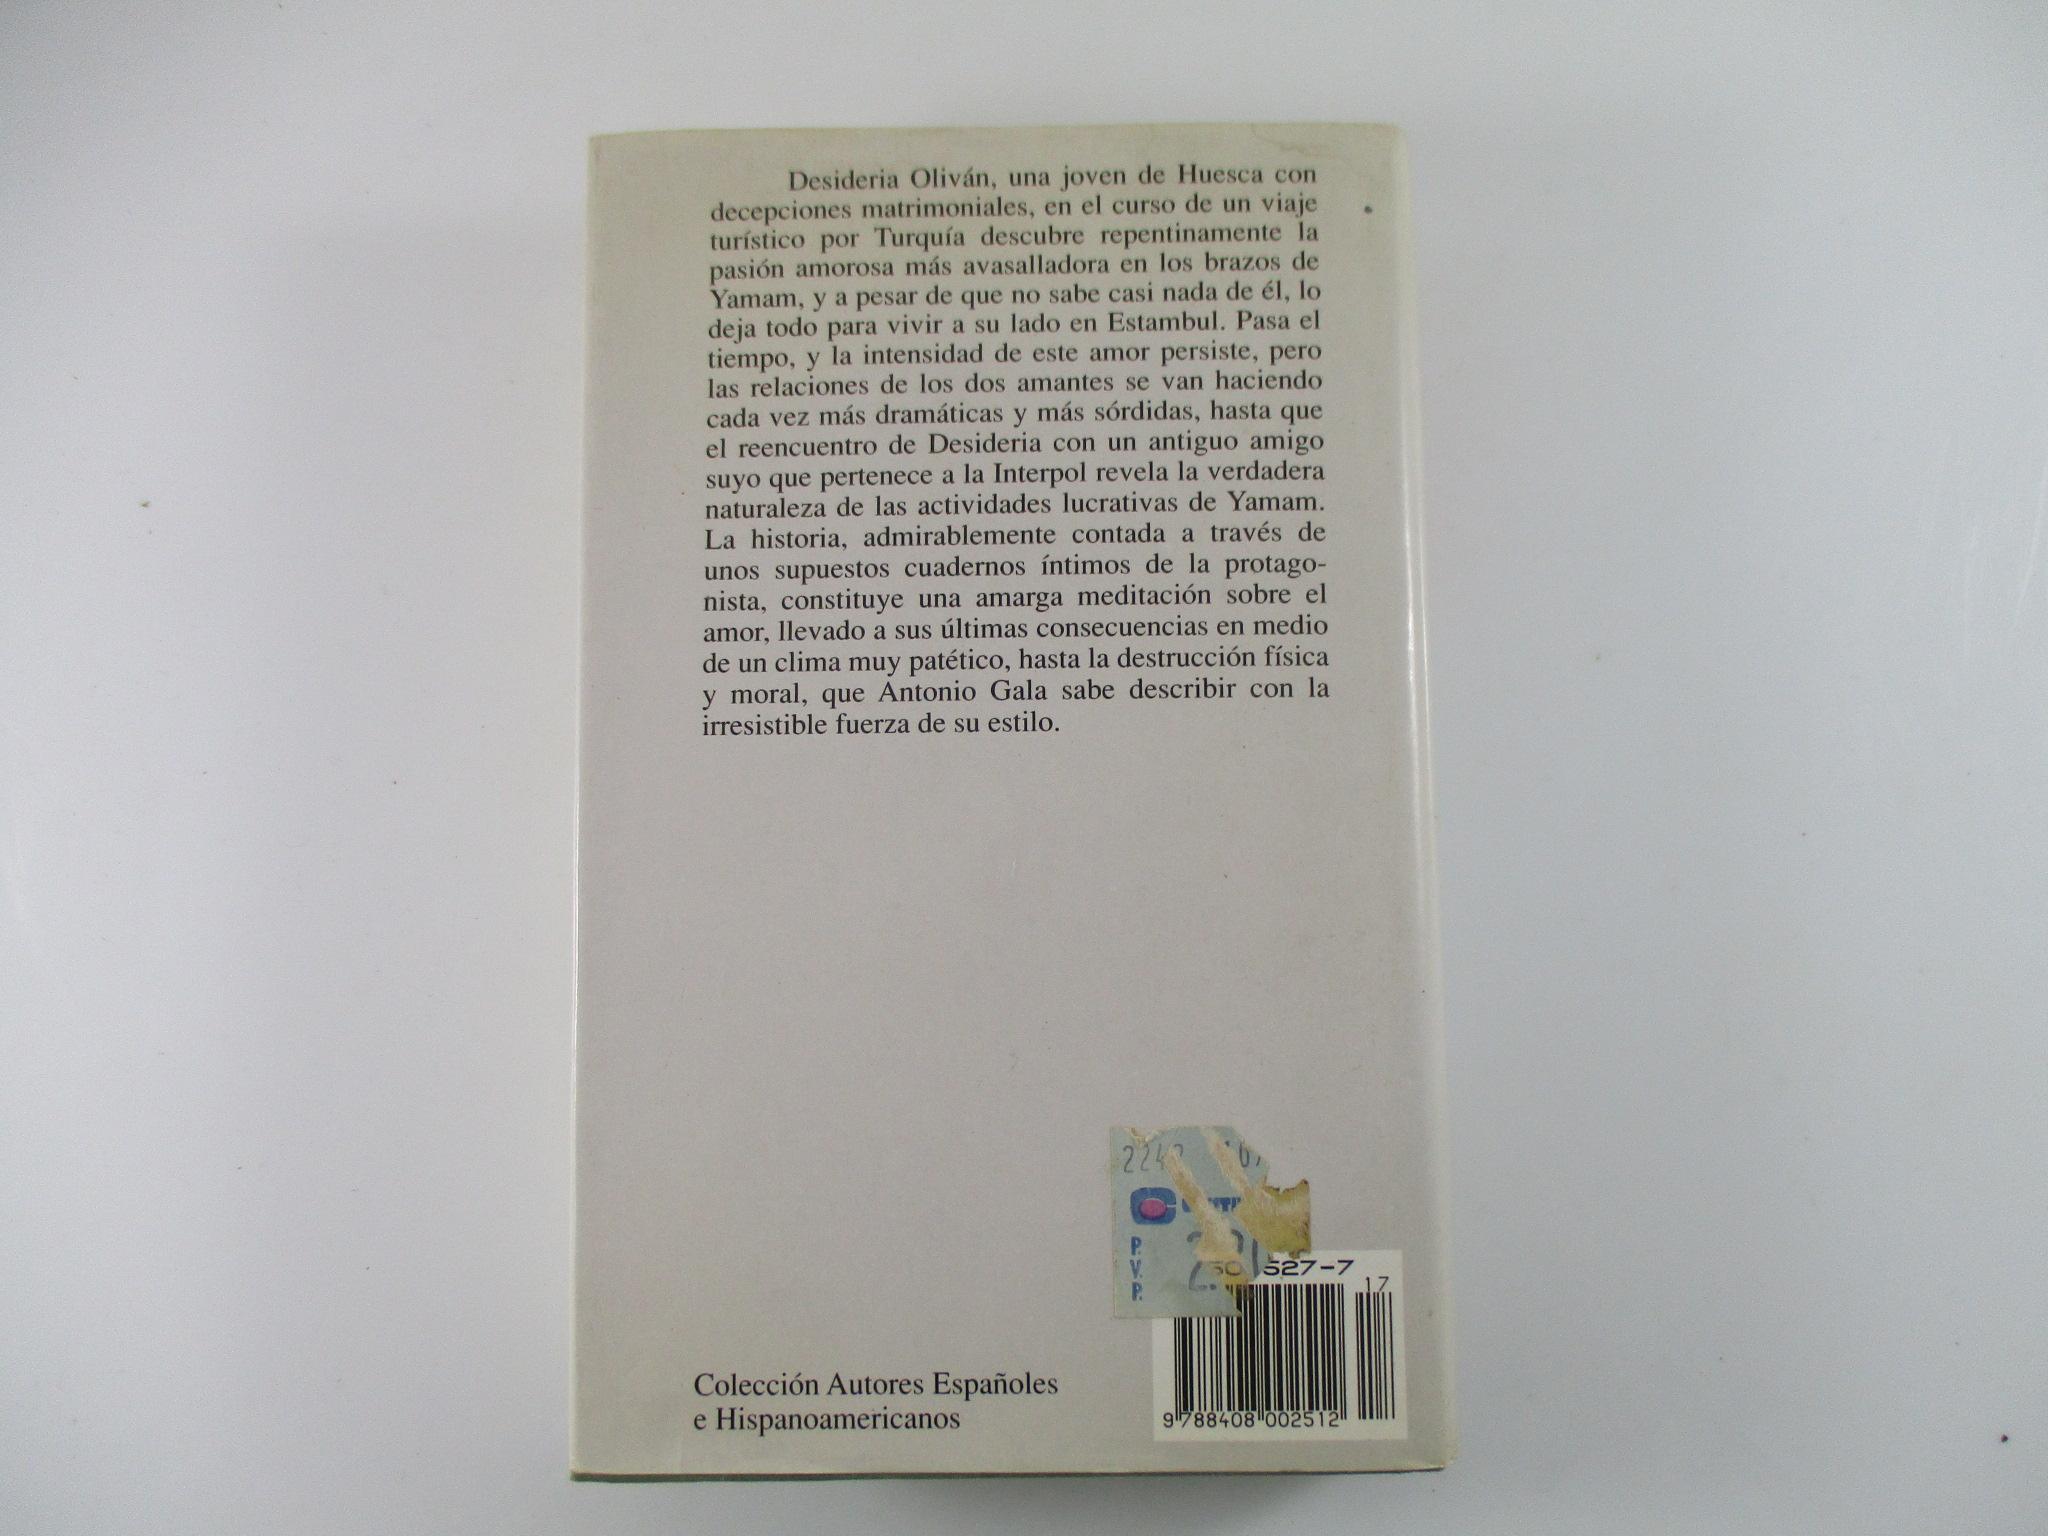 Desideria Oliván, una joven de Huesca con
decepciones matrimoniales, en el curso de un viaje
turístico por Turquía descubre repentinamente la
pasión amorosa más avasalladora en los brazos de
Yamam, y a pesar de que no sabe casi nada de él, lo
deja todo para vivir a su lado en Estambul. Pasa el
tiempo, y la intensidad de este amor persiste, pero
las relaciones de los dos amantes se van haciendo
cada vez más dramáticas y más sórdidas, hasta que
el reencuentro de Desideria con un antiguo amigo
suyo que pertenece a la Interpol revela la verdadera
naturaleza de las actividades lucrativas de Yamam.
La historia, admirablemente contada a través de
unos supuestos cuadernos íntimos de la protago-
nista, constituye una amarga meditación sobre el
amor, llevado a sus últimas consecuencias en medio
de un clima muy patético, hasta la destrucción física
y moral, que Antonio Gala sabe describir con la
irresistible fuerza de su estilo.
P.
V.
P.
527-7
17
9 788408 002512
Colección Autores Españoles
e Hispanoamericanos